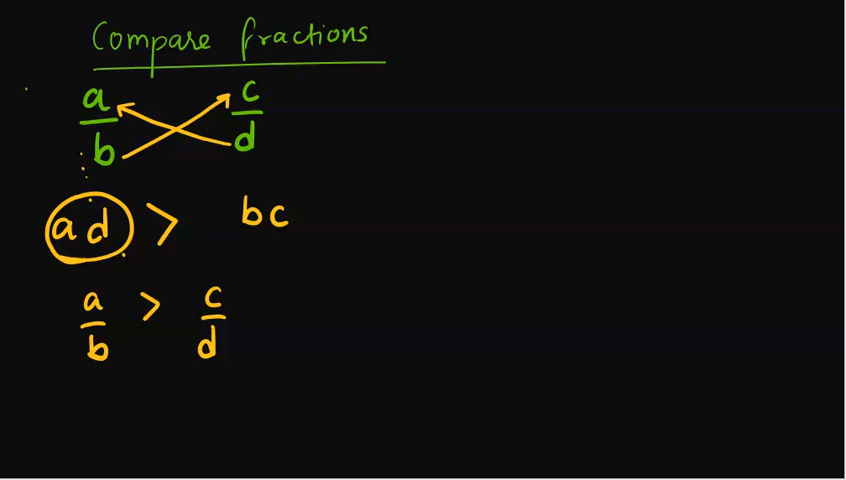 Compare fractions
a/b c/d
ad > bc
a/b > c/d